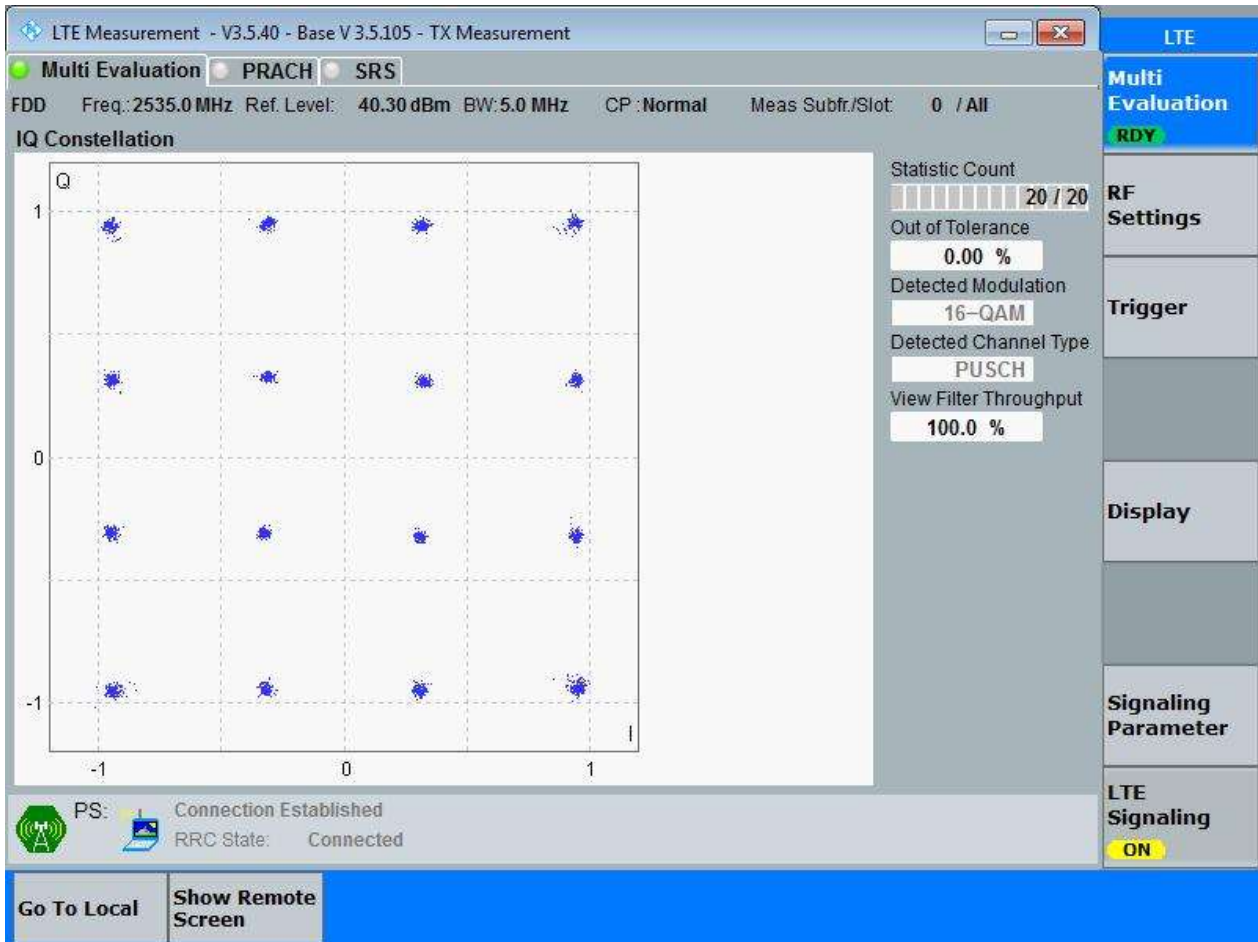 LTE Measurement - V3.5.40 - Base V 3.5.105 - TX Measurement
Multi Evaluation PRACH SRS
FDD Freq.: 2535.0 MHz Ref. Level: 40.30 dBm BW: 5.0 MHz CP : Normal Meas Subfr./Slot: 0 / All
IQ Constellation
Q
1
0
-1
I
-1 0 1
Statistic Count
20 / 20
Out of Tolerance
0.00 %
Detected Modulation
16-QAM
Detected Channel Type
PUSCH
View Filter Throughput
100.0 %
PS: Connection Established
RRC State: Connected
LTE
Multi
Evaluation
RDY
RF
Settings
Trigger
Display
Signaling
Parameter
LTE
Signaling
ON
Go To Local
Show Remote
Screen